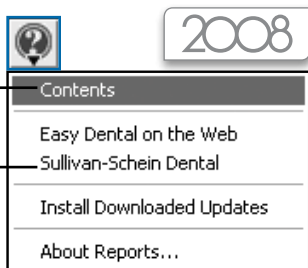 2008
Contents
Easy Dental on the Web
Sullivan-Schein Dental
Install Downloaded Updates
About Reports...